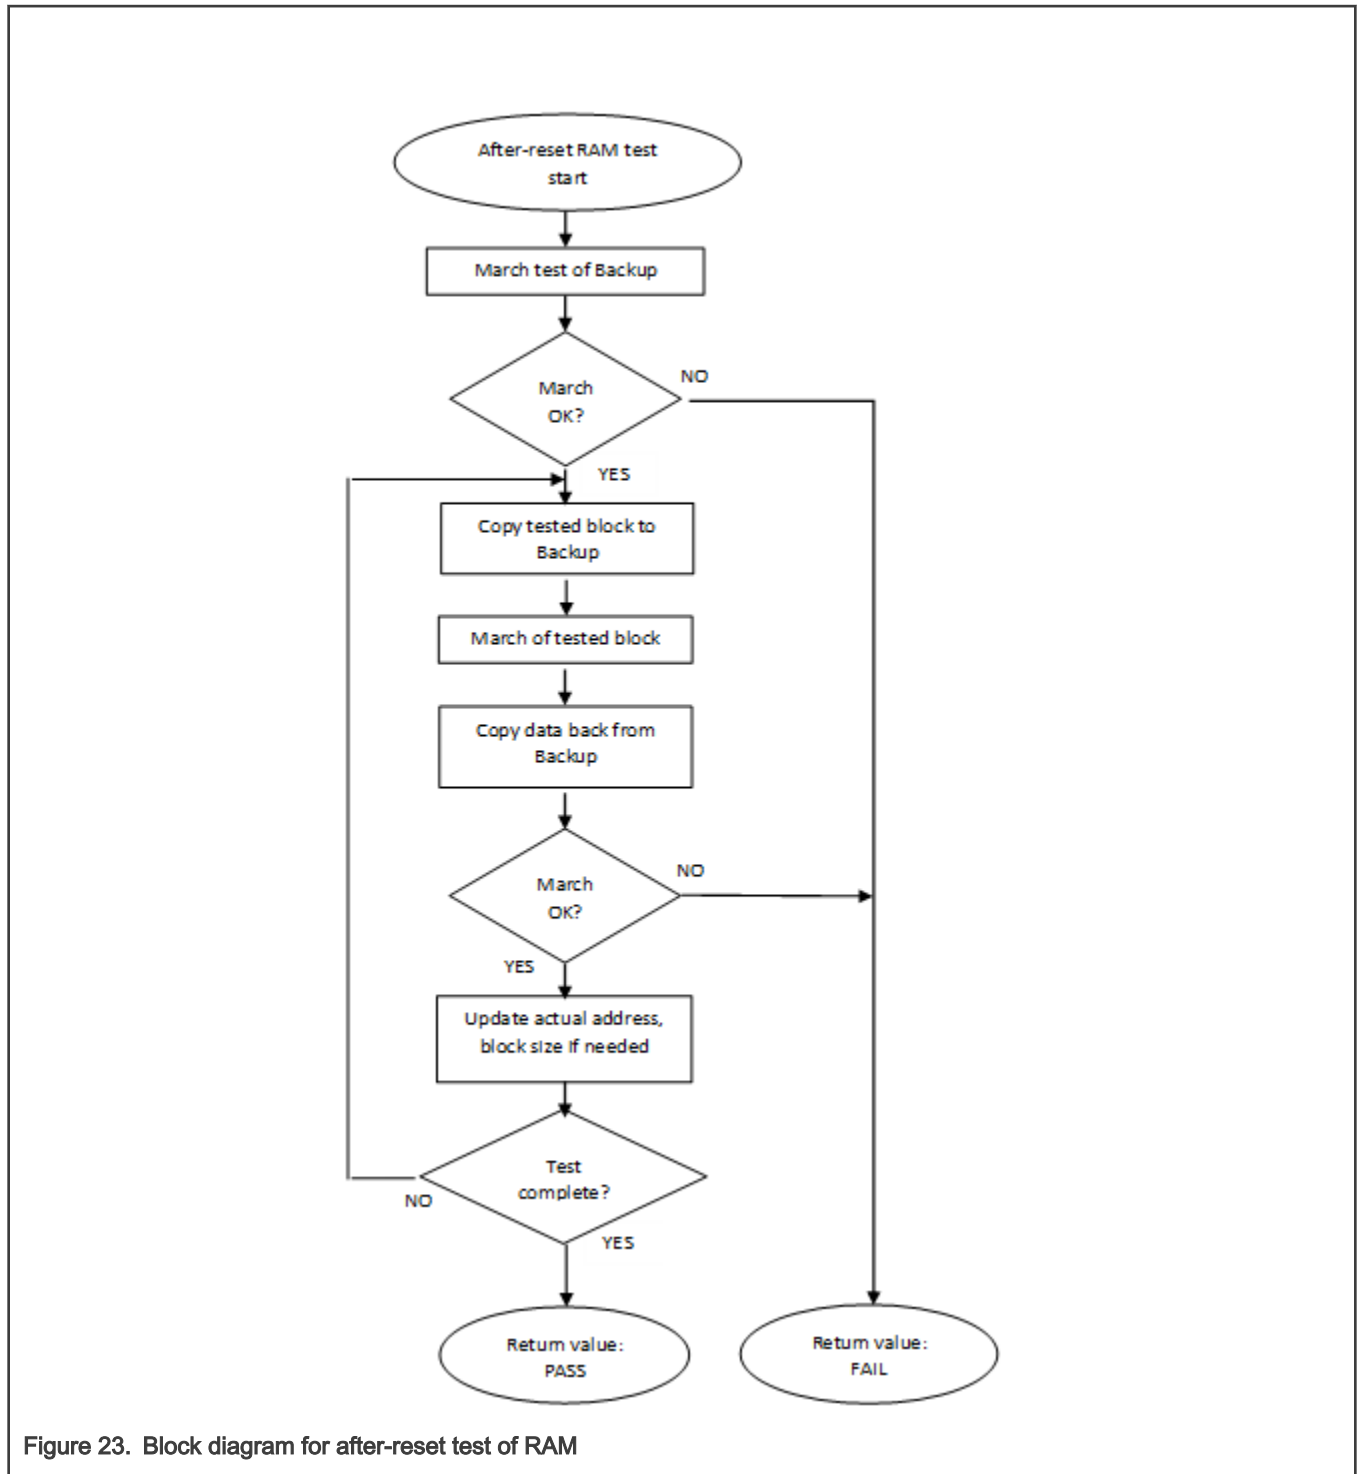 After-reset RAM test
start
March test of Backup
March
OK?
NO
YES
Copy tested block to
Backup
March of tested block
Copy data back from
Backup
March
OK?
NO
YES
Update actual address,
block size if needed
Test
complete?
NO
YES
Return value:
PASS
Return value:
FAIL
Figure 23. Block diagram for after-reset test of RAM